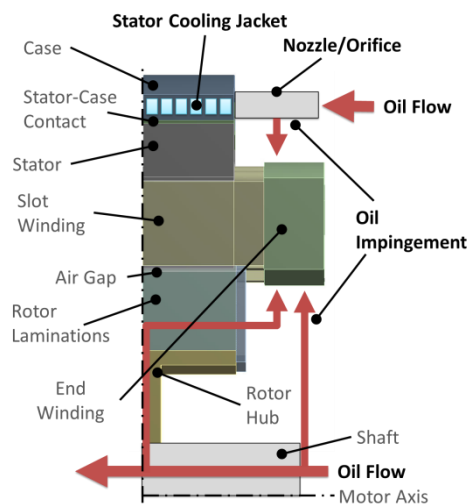 Stator Cooling Jacket
Case
Nozzle/Orifice
Stator-Case
Contact
Oil Flow
Stator
Slot
Winding
Oil
Impingement
Air Gap
Rotor
Laminations
End
Winding
Rotor
Hub
Shaft
Oil Flow
Motor Axis